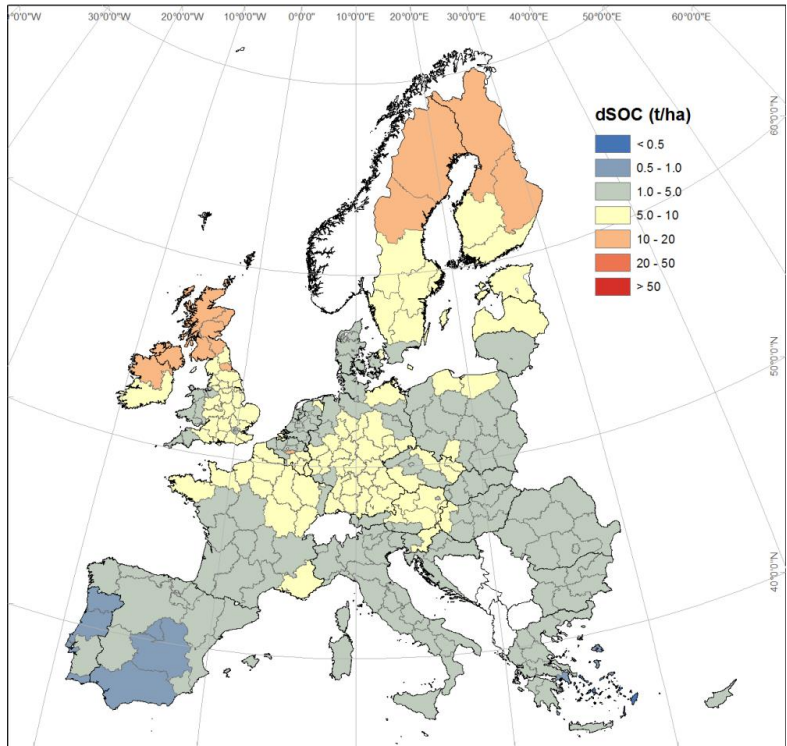 0°0'0"W
30°0'0"W
20°0'0"W
10°0'0"W
0°0'0"E
10°0'0"E
20°0'0"E
30°0'0"E
40°0'0"E
50°0'0"E
60°0'0"E
dSOC (t/ha)
< 0.5
0.5 - 1.0
1.0 - 5.0
5.0 - 10
10 - 20
20 - 50
> 50
60°0'0"N
50°0'0"N
40°0'0"N